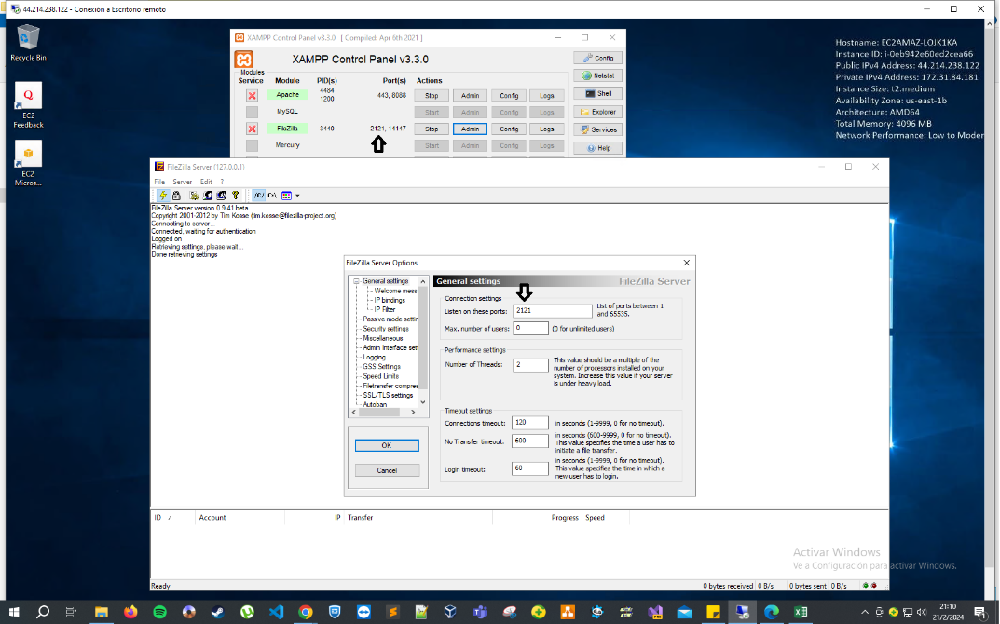 44.214.238.122 - Conexión a Escritorio remoto
Recycle Bin
EC2
Feedback
EC2
Micros...
Hostname: EC2AMAZ-LOJK1KA
Instance ID: i-0eb942e60ed2cea66
Public IPv4 Address: 44.214.238.122
Private IPv4 Address: 172.31.84.181
Instance Size: t2.medium
Availability Zone: us-east-1b
Architecture: AMD64
Total Memory: 4096 MB
Network Performance: Low to Moder
XAMPP Control Panel v3.3.0 [ Compiled: Apr 6th 2021 ]
XAMPP Control Panel v3.3.0
Modules
Service Module PID(s) Port(s) Actions
Apache 4484 1200 443, 8088 Stop Admin Config Logs
MySQL Start Admin Config Logs
FileZilla 3440 2121, 14147 Stop Admin Config Logs
Mercury Start Admin Config Logs
Config
Netstat
Shell
Explorer
Services
Help
FileZilla Server (127.0.0.1)
File Server Edit ?
/C/ C:\
FileZilla Server version 0.9.41 beta
Copyright 2001-2012 by Tim Kosse (tim.kosse@filezilla-project.org)
Connecting to server...
Connected, waiting for authentication
Logged on
Retrieving settings, please wait...
Done retrieving settings
FileZilla Server Options
General settings
Welcome mess
IP bindings
IP Filter
Passive mode settin
Security settings
Miscellaneous
Admin Interface sett
Logging
GSS Settings
Speed Limits
Filetransfer compres
SSL/TLS settings
Autoban
OK
Cancel
General settings FileZilla Server
Connection settings
Listen on these ports: 2121 List of ports between 1
and 65535.
Max. number of users: 0 (0 for unlimited users)
Performance settings
Number of Threads: 2 This value should be a multiple of the
number of processors installed on your
system. Increase this value if your server
is under heavy load.
Timeout settings
Connections timeout: 120 in seconds (1-9999, 0 for no timeout).
No Transfer timeout: 600 in seconds (600-9999, 0 for no timeout).
This value specifies the time a user has to
initiate a file transfer.
Login timeout: 60 in seconds (1-9999, 0 for no timeout).
This value specifies the time in which a
new user has to login.
ID / Account IP Transfer Progress Speed
Activar Windows
Ve a Configuración para activar Windows.
Ready 0 bytes received 0 B/s 0 bytes sent 0 B/s
21:10
21/2/2024